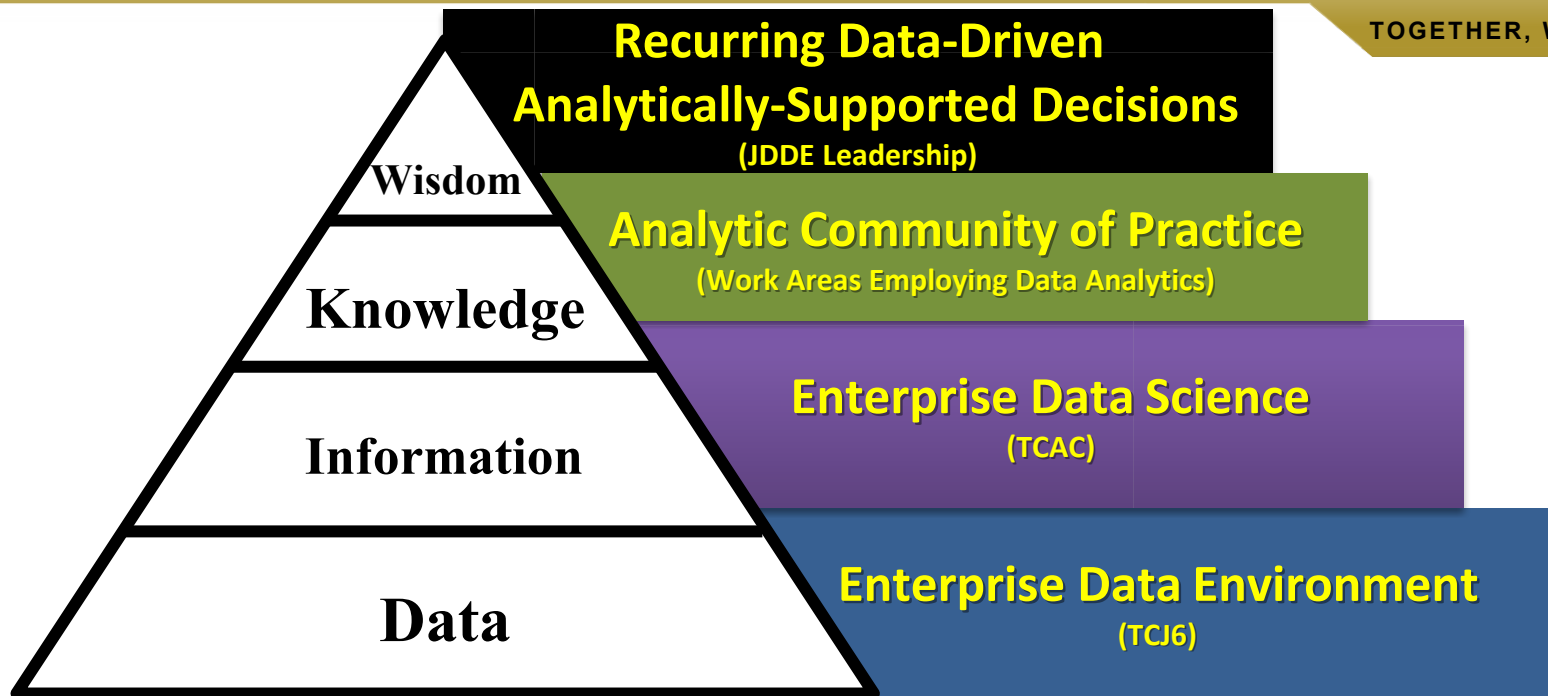 TOGETHER,
Recurring Data-Driven
Analytically-Supported Decisions
(JDDE Leadership)
Wisdom
Analytic Community of Practice
(Work Areas Employing Data Analytics)
Knowledge
Enterprise Data Science
(TCAC)
Information
Enterprise Data Environment
(TCJ6)
Data